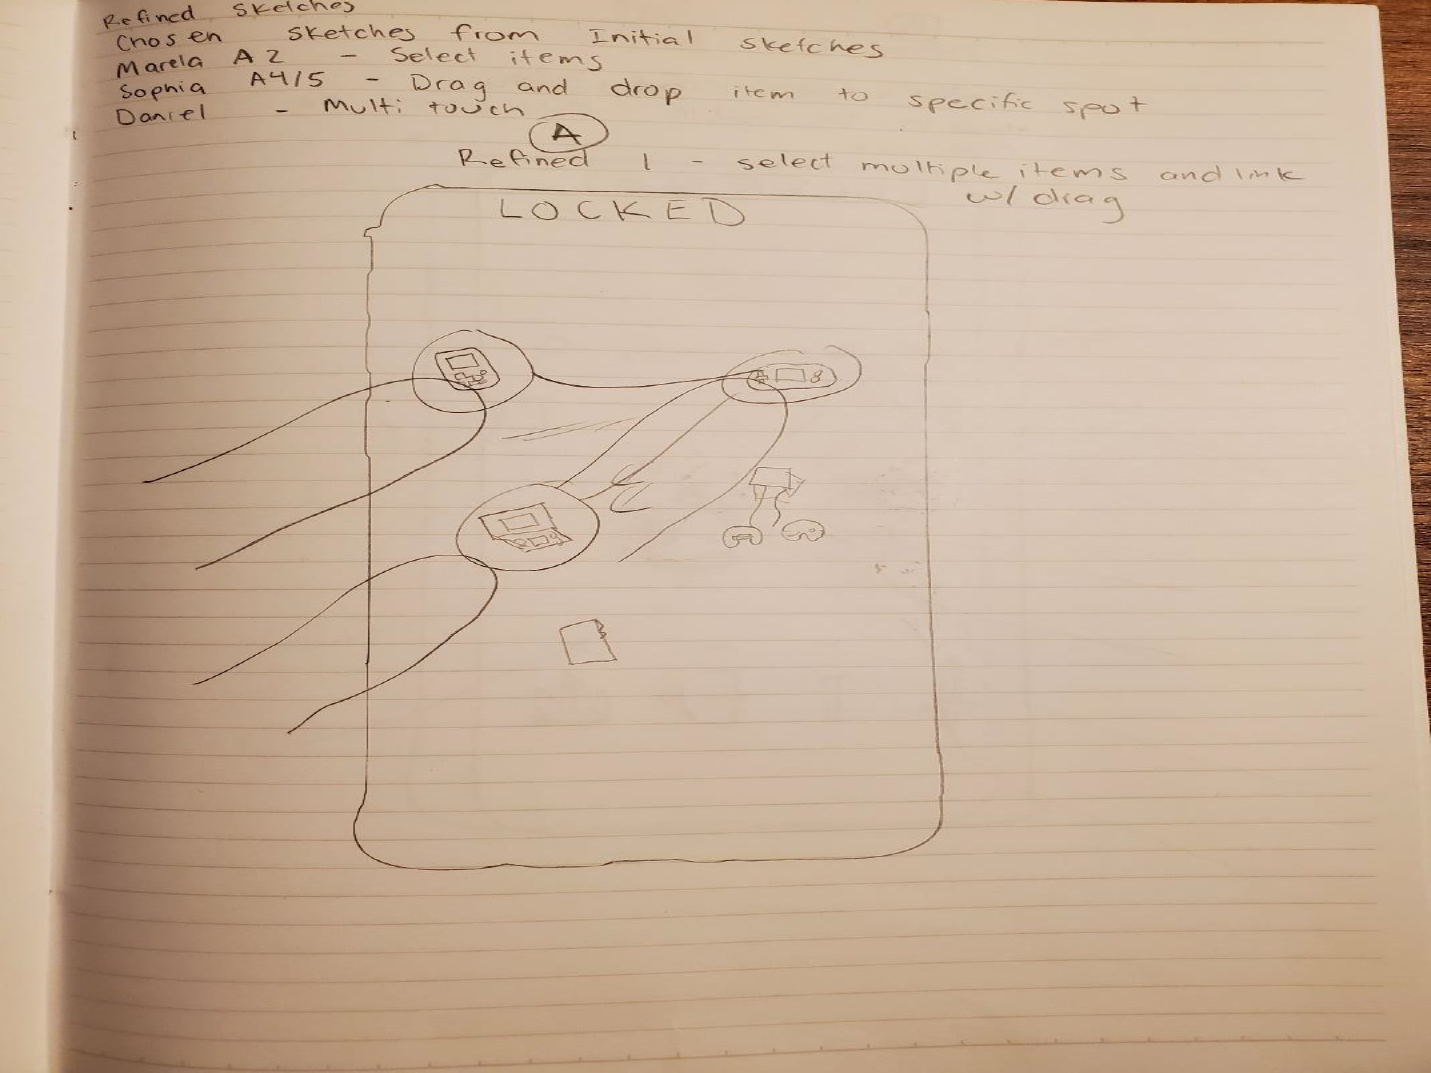 Refined Sketches
Chosen Sketches from Initial sketches
Marela A2 - Select items
Sophia A4/5 - Drag and drop item to specific spot
Daniel - Multi touch
A
Refined 1 - select multiple items and link
w/ drag
LOCKED